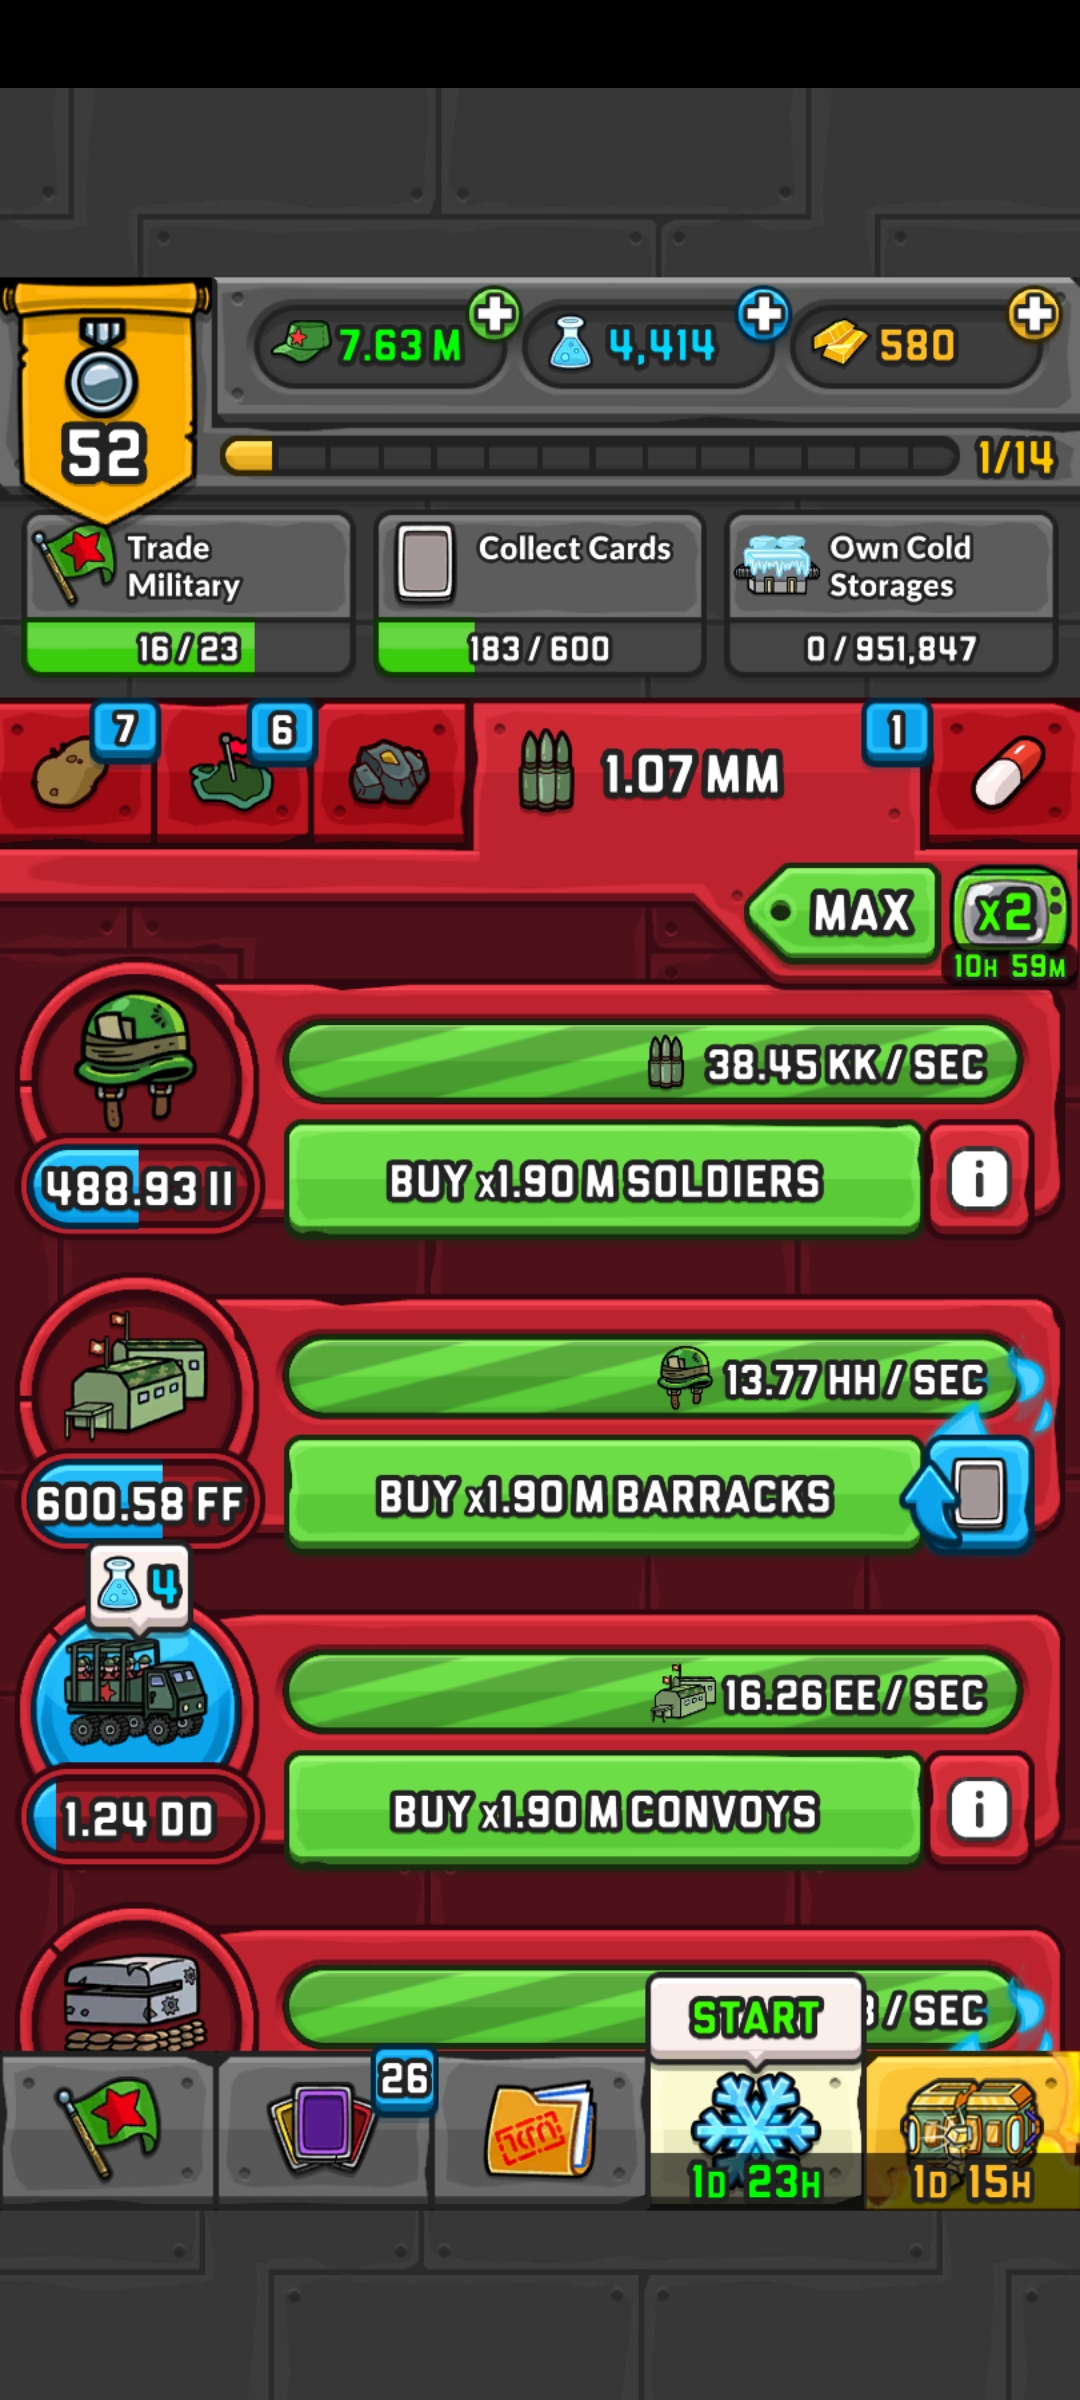 7.63 M
4,414
580
52
1/14
Trade
Military
16 / 23
Collect Cards
183 / 600
Own Cold
Storages
0 / 951,847
7
6
1.07 MM
1
MAX
x2
10H 59M
38.45 KK / SEC
488.93 II
BUY x1.90 M SOLDIERS
i
13.77 HH / SEC
600.58 FF
BUY x1.90 M BARRACKS
4
16.26 EE / SEC
1.24 DD
BUY x1.90 M CONVOYS
i
/ SEC
START
26
1D 23H
1D 15H